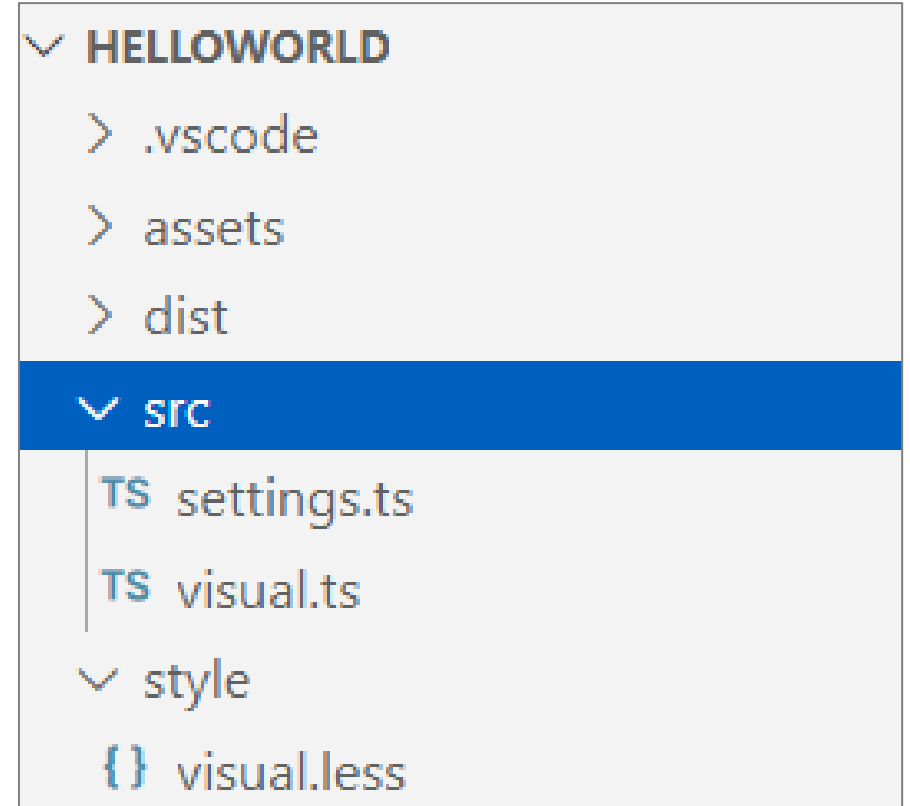 HELLOWORLD
.vscode
assets
dist
src
TS settings.ts
TS visual.ts
style
{} visual.less